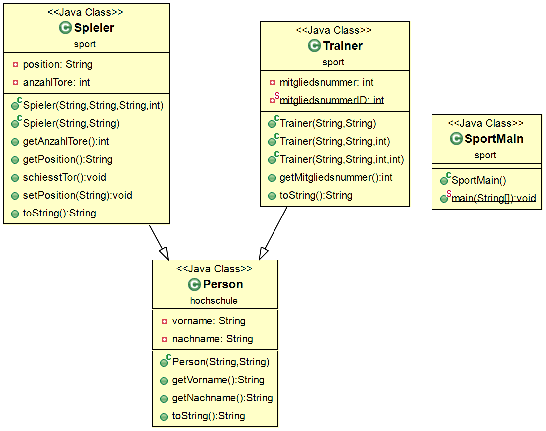 <<Java Class>>
Spieler
sport
position: String
anzahlTore: int
Spieler(String,String,String,int)
Spieler(String,String)
getAnzahlTore():int
getPosition():String
schiesstTor():void
setPosition(String):void
toString():String
<<Java Class>>
Trainer
sport
mitgliedsnummer: int
mitgliedsnummerID: int
Trainer(String,String)
Trainer(String,String,int)
Trainer(String,String,int,int)
getMitgliedsnummer():int
toString():String
<<Java Class>>
SportMain
sport
SportMain()
main(String[]):void
<<Java Class>>
Person
hochschule
vorname: String
nachname: String
Person(String,String)
getVorname():String
getNachname():String
toString():String